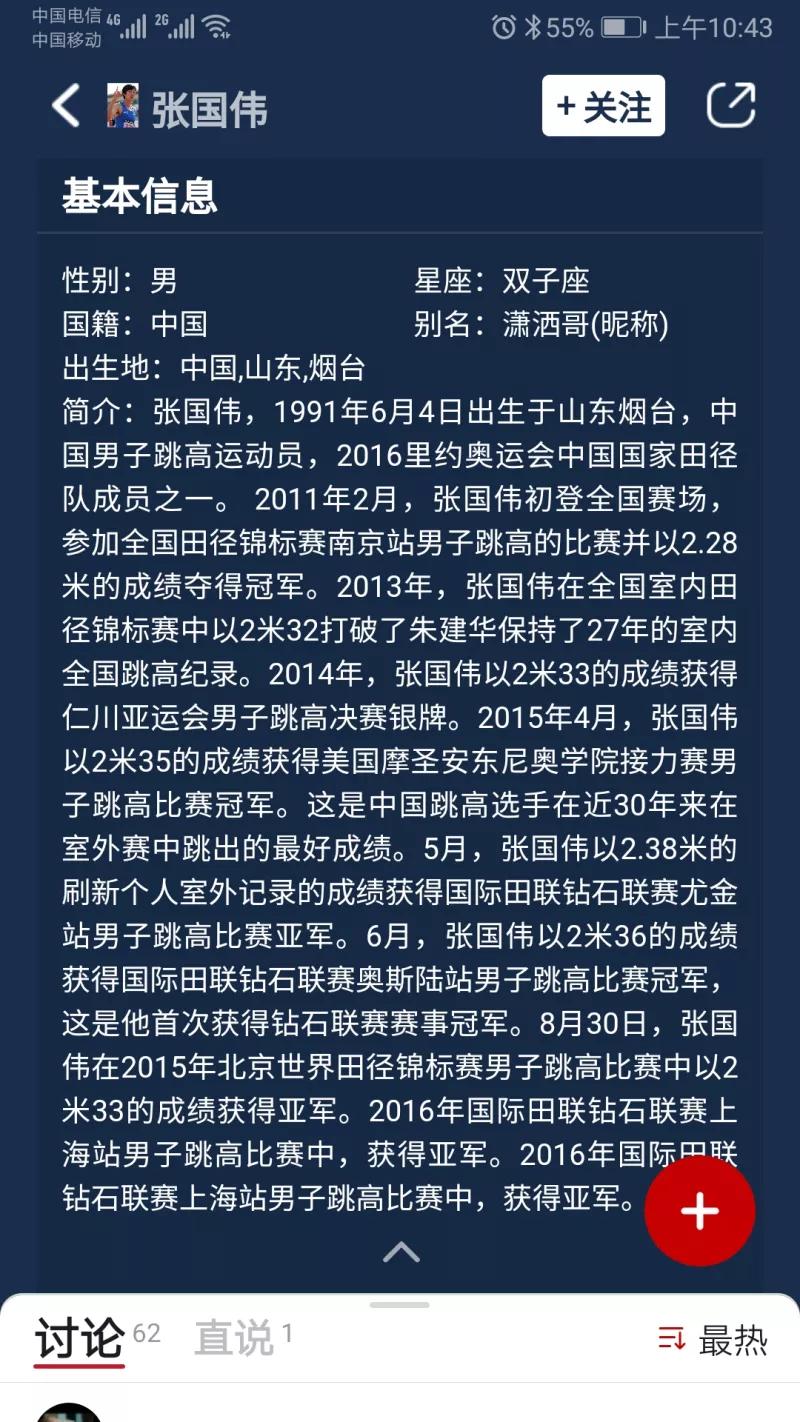 中国电信 4G 2G 55% 上午10:43
中国移动
张国伟 +关注
基本信息
性别：男 星座：双子座
国籍：中国 别名：潇洒哥(昵称)
出生地：中国,山东,烟台
简介：张国伟，1991年6月4日出生于山东烟台，中
国男子跳高运动员，2016里约奥运会中国国家田径
队成员之一。 2011年2月，张国伟初登全国赛场，
参加全国田径锦标赛南京站男子跳高的比赛并以2.28
米的成绩夺得冠军。2013年，张国伟在全国室内田
径锦标赛中以2米32打破了朱建华保持了27年的室内
全国跳高纪录。2014年，张国伟以2米33的成绩获得
仁川亚运会男子跳高决赛银牌。2015年4月，张国伟
以2米35的成绩获得美国摩圣安东尼奥学院接力赛男
子跳高比赛冠军。这是中国跳高选手在近30年来在
室外赛中跳出的最好成绩。5月，张国伟以2.38米的
刷新个人室外记录的成绩获得国际田联钻石联赛尤金
站男子跳高比赛亚军。6月，张国伟以2米36的成绩
获得国际田联钻石联赛奥斯陆站男子跳高比赛冠军，
这是他首次获得钻石联赛赛事冠军。8月30日，张国
伟在2015年北京世界田径锦标赛男子跳高比赛中以2
米33的成绩获得亚军。2016年国际田联钻石联赛上
海站男子跳高比赛中，获得亚军。2016年国际田联
钻石联赛上海站男子跳高比赛中，获得亚军。
讨论 62 直说 1 最热